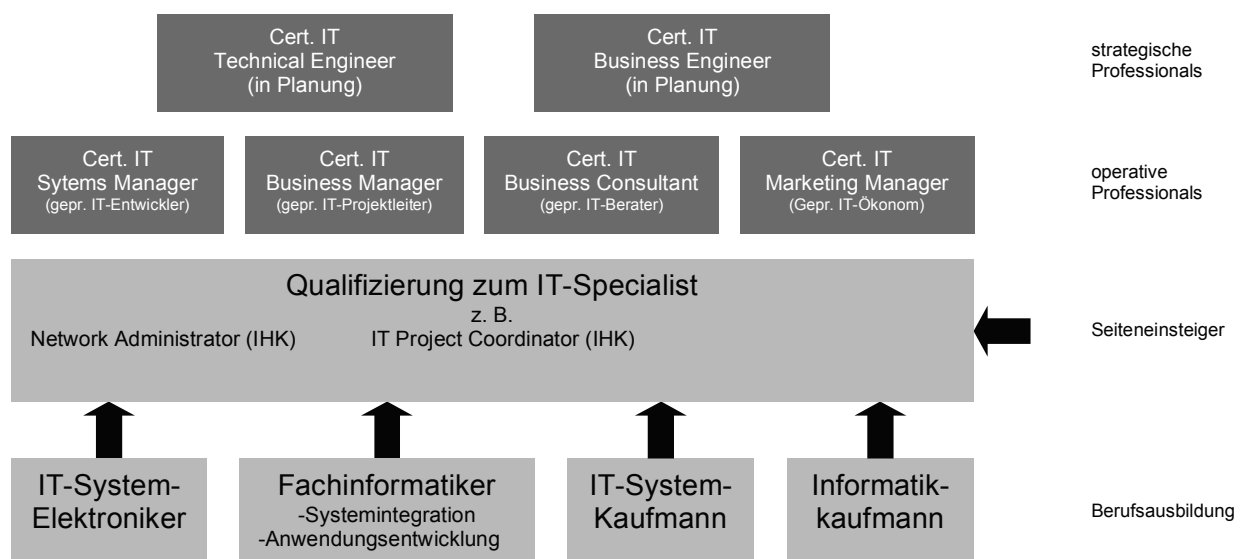 Cert. IT
Technical Engineer
(in Planung)
Cert. IT
Business Engineer
(in Planung)
strategische
Professionals
Cert. IT
Sytems Manager
(gepr. IT-Entwickler)
Cert. IT
Business Manager
(gepr. IT-Projektleiter)
Cert. IT
Business Consultant
(gepr. IT-Berater)
Cert. IT
Marketing Manager
(Gepr. IT-Ökonom)
operative
Professionals
Qualifizierung zum IT-Specialist
z. B.
Network Administrator (IHK)
IT Project Coordinator (IHK)
Seiteneinsteiger
IT-System-
Elektroniker
Fachinformatiker
-Systemintegration
-Anwendungsentwicklung
IT-System-
Kaufmann
Informatik-
kaufmann
Berufsausbildung